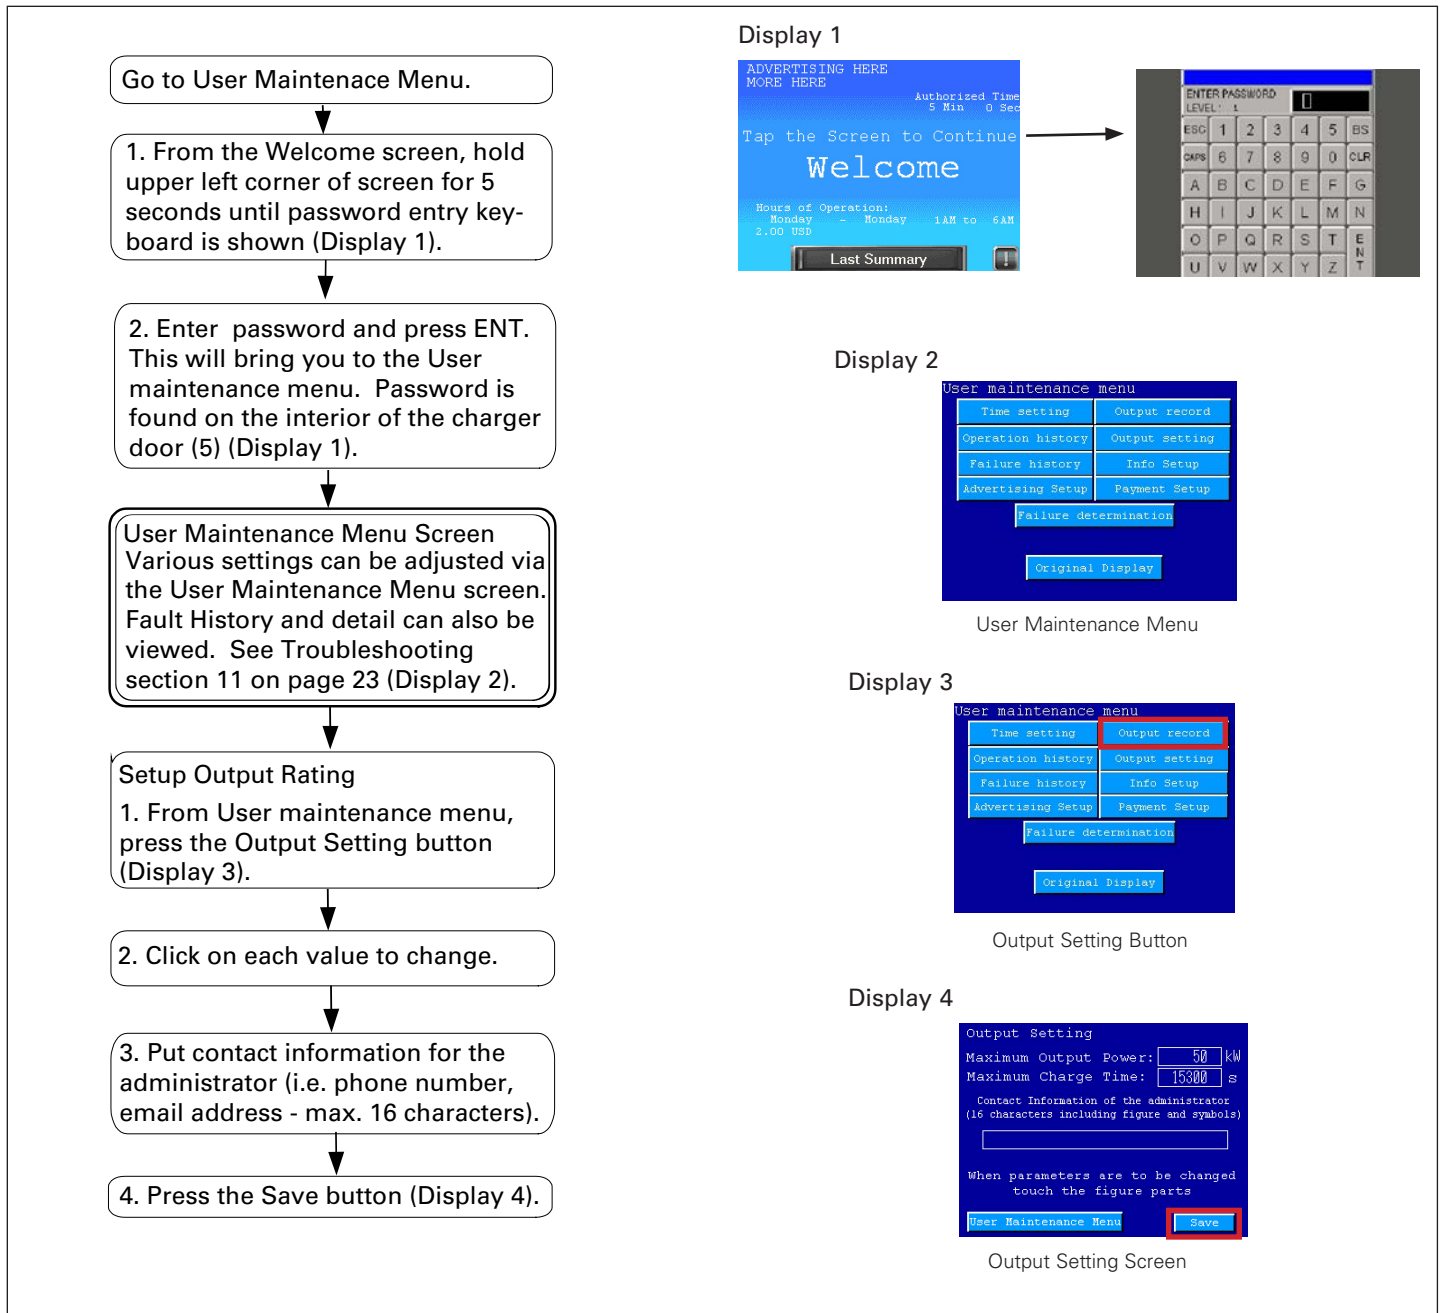 Go to User Maintenace Menu.
1. From the Welcome screen, hold
upper left corner of screen for 5
seconds until password entry key-
board is shown (Display 1).
2. Enter  password and press ENT.
This will bring you to the User
maintenance menu.  Password is
found on the interior of the charger
door (5) (Display 1).
User Maintenance Menu Screen
Various settings can be adjusted via
the User Maintenance Menu screen.
Fault History and detail can also be
viewed.  See Troubleshooting
section 11 on page 23 (Display 2).
Setup Output Rating
1. From User maintenance menu,
press the Output Setting button
(Display 3).
2. Click on each value to change.
3. Put contact information for the
administrator (i.e. phone number,
email address - max. 16 characters).
4. Press the Save button (Display 4).
Display 1
ADVERTISING HERE
MORE HERE
Authorized Time
5 Min 0 Sec
Tap the Screen to Continue
Welcome
Hours of Operation:
Monday - Monday 1AM to 6AM
2.00 USD
Last Summary !
ENTER PASSWORD
LEVEL: 1
ESC 1 2 3 4 5 BS
CAPS 6 7 8 9 0 CLR
A B C D E F G
H I J K L M N
O P Q R S T ENT
U V W X Y Z
Display 2
User maintenance menu
Time setting Output record
Operation history Output setting
Failure history Info Setup
Advertising Setup Payment Setup
Failure determination
Original Display
User Maintenance Menu
Display 3
User maintenance menu
Time setting Output record
Operation history Output setting
Failure history Info Setup
Advertising Setup Payment Setup
Failure determination
Original Display
Output Setting Button
Display 4
Output Setting
Maximum Output Power: 50 kW
Maximum Charge Time: 15300 s
Contact Information of the administrator
(16 characters including figure and symbols)
When parameters are to be changed
touch the figure parts
User Maintenance Menu Save
Output Setting Screen